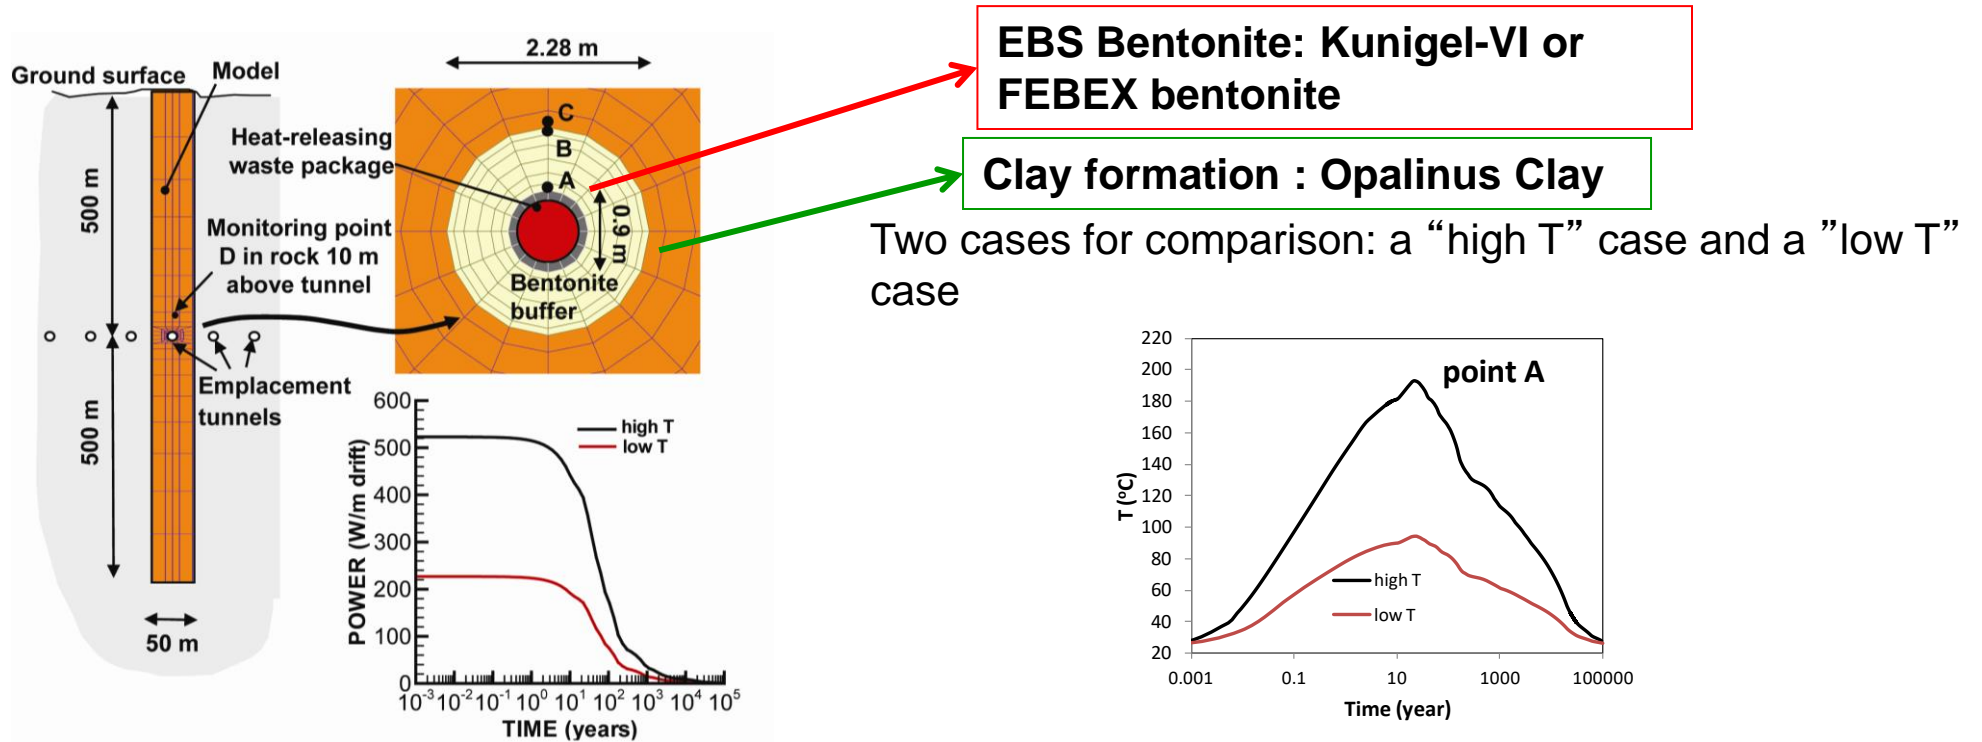 Ground surface
Model
500 m
Monitoring point
D in rock 10 m
above tunnel
Emplacement
tunnels
500 m
50 m
2.28 m
Heat-releasing
waste package
C
B
A
0.9 m
Bentonite
buffer
EBS Bentonite: Kunigel-VI or
FEBEX bentonite
Clay formation : Opalinus Clay
Two cases for comparison: a “high T” case and a ”low T”
case
POWER (W/m drift)
600
500
400
300
200
100
0
high T
low T
10⁻³ 10⁻² 10⁻¹ 10⁰ 10¹ 10² 10³ 10⁴ 10⁵
TIME (years)
point A
T (°C)
220
200
180
160
140
120
100
80
60
40
20
high T
low T
0.001 0.1 10 1000 100000
Time (year)